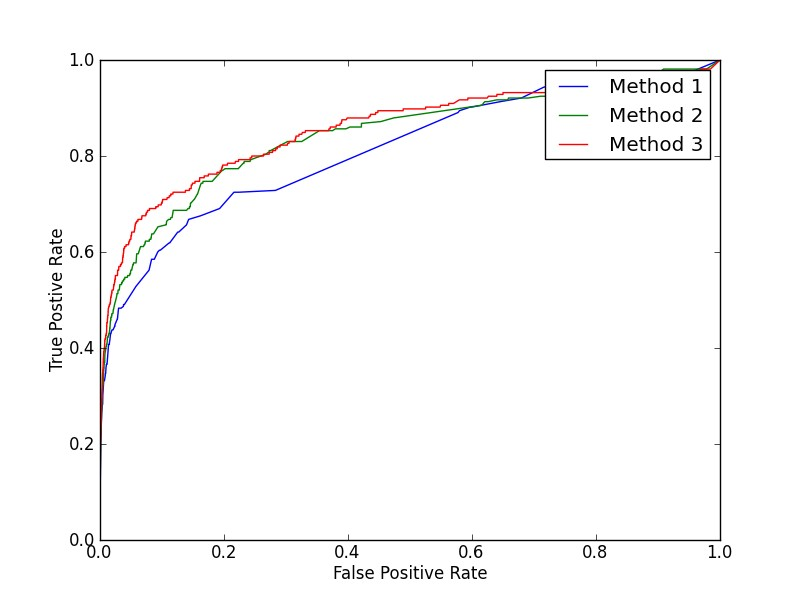 1.0
0.8
0.6
0.4
0.2
0.0
True Postive Rate
Method 1
Method 2
Method 3
0.0 0.2 0.4 0.6 0.8 1.0
False Positive Rate